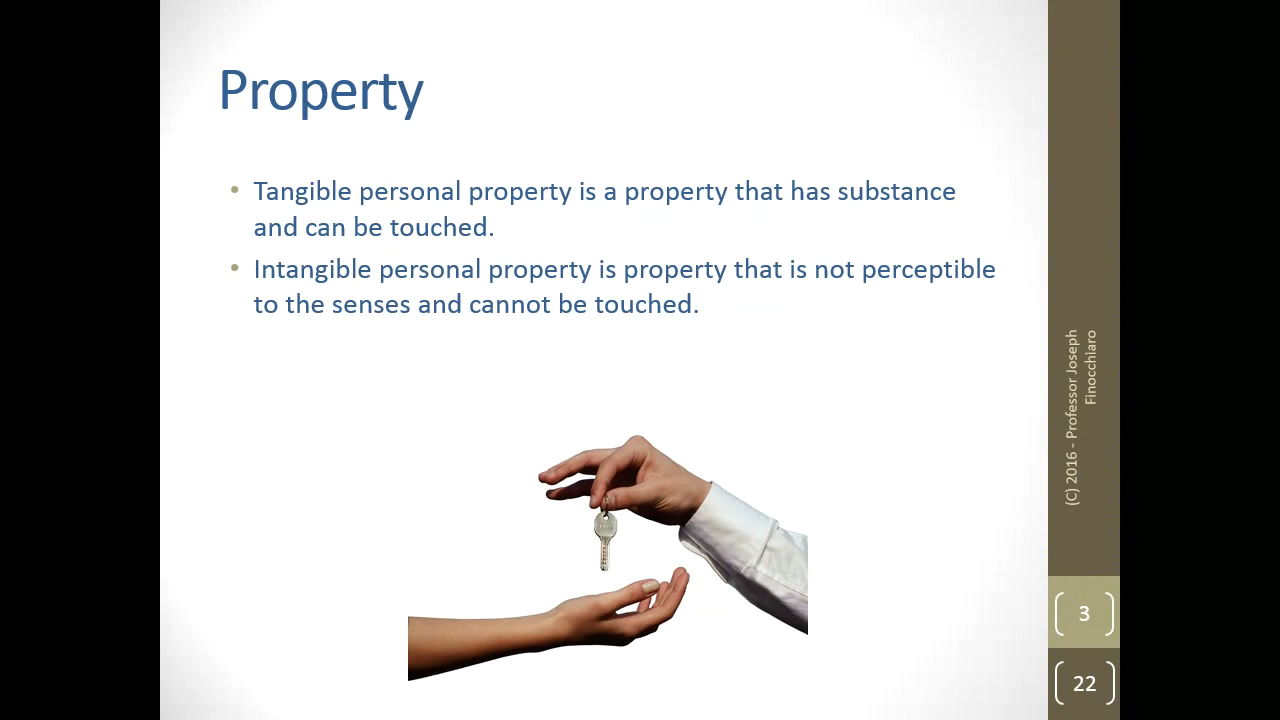 Property
• Tangible personal property is a property that has substance
and can be touched.
• Intangible personal property is property that is not perceptible
to the senses and cannot be touched.
(C) 2016 - Professor Joseph
Finocchiaro
3
22